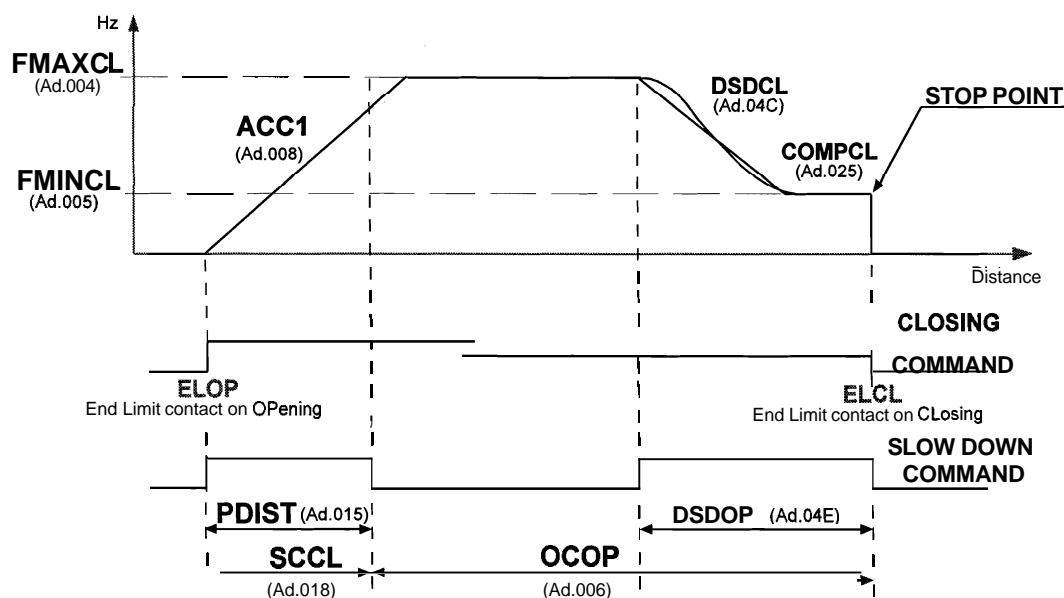 Hz
FMAXCL
(Ad.004)
ACC1
(Ad.008)
DSDCL
(Ad.04C)
STOP POINT
COMPCL
(Ad.025)
FMINCL
(Ad.005)
Distance
CLOSING
COMMAND
ELOP
End Limit contact on OPening
ELCL
End Limit contact on CLosing
SLOW DOWN
COMMAND
PDIST (Ad.015)
DSDOP (Ad.04E)
SCCL
(Ad.018)
OCOP
(Ad.006)